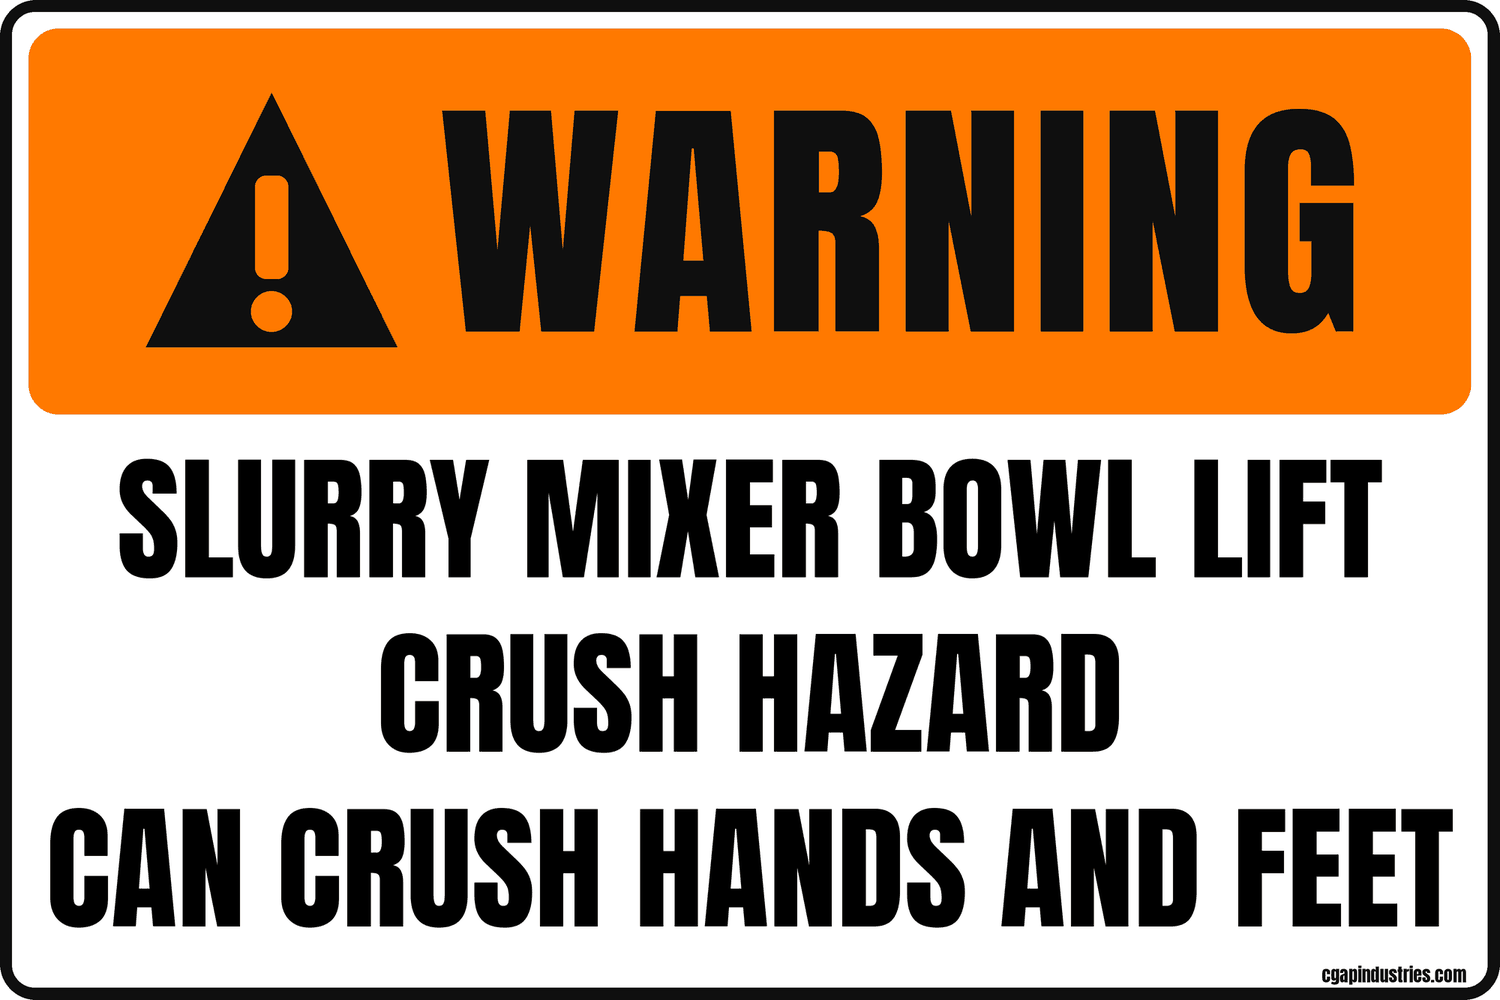 WARNING
SLURRY MIXER BOWL LIFT
CRUSH HAZARD
CAN CRUSH HANDS AND FEET
cgapindustries.com